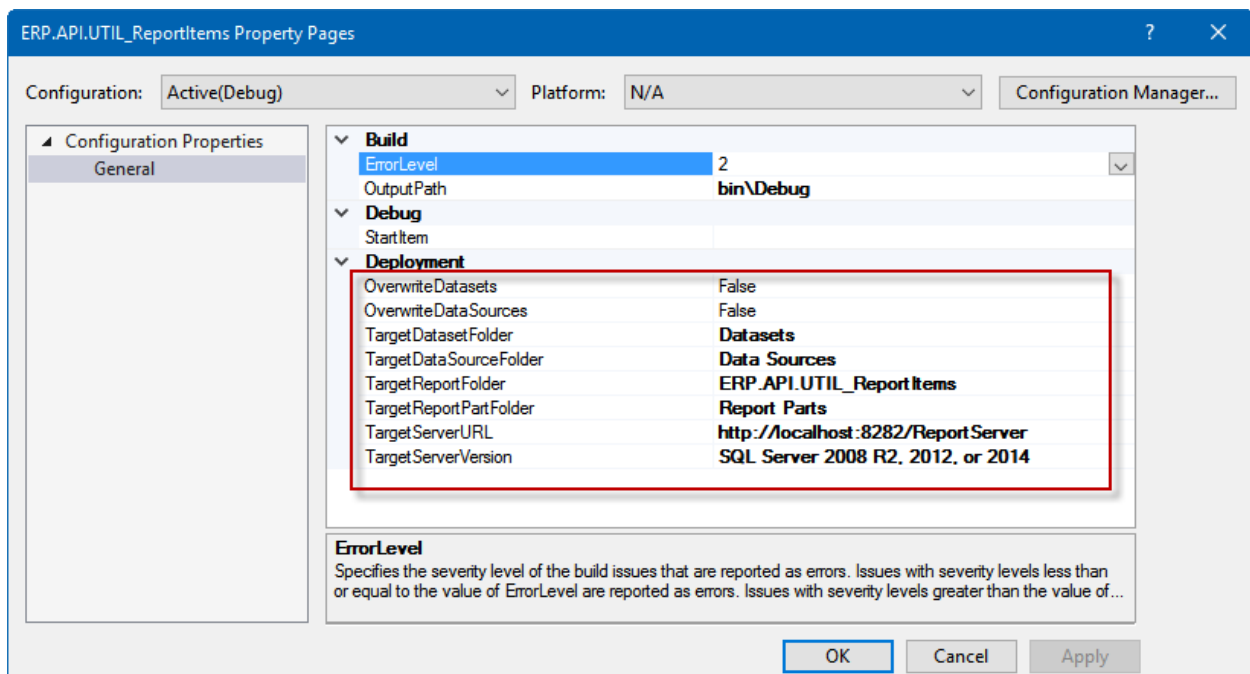 ERP.API.UTIL_ReportItems Property Pages ?
Configuration: Active(Debug) Platform: N/A Configuration Manager...
Configuration Properties
General
Build
ErrorLevel 2
OutputPath bin\Debug
Debug
StartItem
Deployment
OverwriteDatasets False
OverwriteDataSources False
TargetDatasetFolder Datasets
TargetDataSourceFolder Data Sources
TargetReportFolder ERP.API.UTIL_ReportItems
TargetReportPartFolder Report Parts
TargetServerURL http://localhost:8282/ReportServer
TargetServerVersion SQL Server 2008 R2, 2012, or 2014
ErrorLevel
Specifies the severity level of the build issues that are reported as errors. Issues with severity levels less than
or equal to the value of ErrorLevel are reported as errors. Issues with severity levels greater than the value of...
OK Cancel Apply